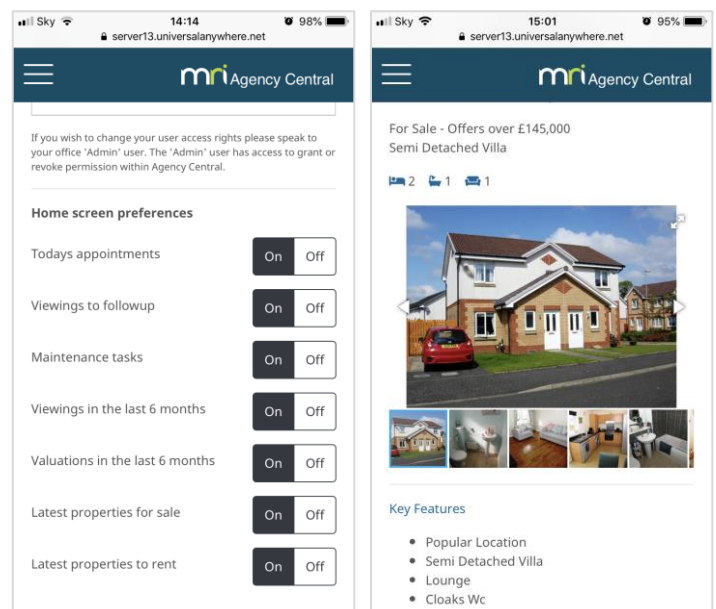 Sky 14:14 98%
server13.universalanywhere.net
mri Agency Central
If you wish to change your user access rights please speak to
your office 'Admin' user. The 'Admin' user has access to grant or
revoke permission within Agency Central.
Home screen preferences
Todays appointments On Off
Viewings to followup On Off
Maintenance tasks On Off
Viewings in the last 6 months On Off
Valuations in the last 6 months On Off
Latest properties for sale On Off
Latest properties to rent On Off
Sky 15:01 95%
server13.universalanywhere.net
mri Agency Central
For Sale - Offers over £145,000
Semi Detached Villa
2 1 1
Key Features
Popular Location
Semi Detached Villa
Lounge
Cloaks Wc